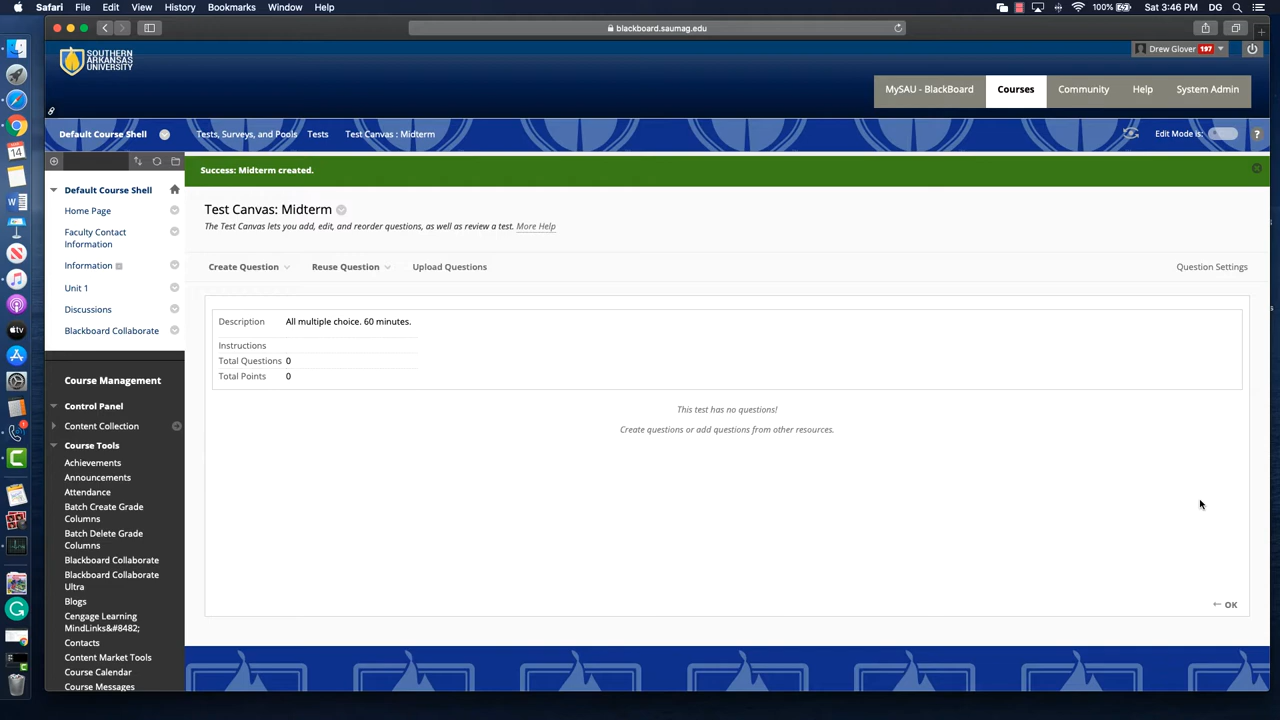 Safari File Edit View History Bookmarks Window Help 100% Sat 3:46 PM DG
blackboard.saumag.edu
SOUTHERN
ARKANSAS
UNIVERSITY
Drew Glover 197
MySAU - BlackBoard Courses Community Help System Admin
Default Course Shell Tests, Surveys, and Pools Tests Test Canvas : Midterm Edit Mode is: ?
Success: Midterm created.
Default Course Shell
Home Page
Faculty Contact
Information
Information
Unit 1
Discussions
Blackboard Collaborate
Course Management
Control Panel
Content Collection
Course Tools
Achievements
Announcements
Attendance
Batch Create Grade
Columns
Batch Delete Grade
Columns
Blackboard Collaborate
Blackboard Collaborate
Ultra
Blogs
Cengage Learning
MindLinks&#8482;
Contacts
Content Market Tools
Course Calendar
Course Messages
Test Canvas: Midterm
The Test Canvas lets you add, edit, and reorder questions, as well as review a test. More Help
Create Question Reuse Question Upload Questions Question Settings
Description All multiple choice. 60 minutes.
Instructions
Total Questions 0
Total Points 0
This test has no questions!
Create questions or add questions from other resources.
← OK